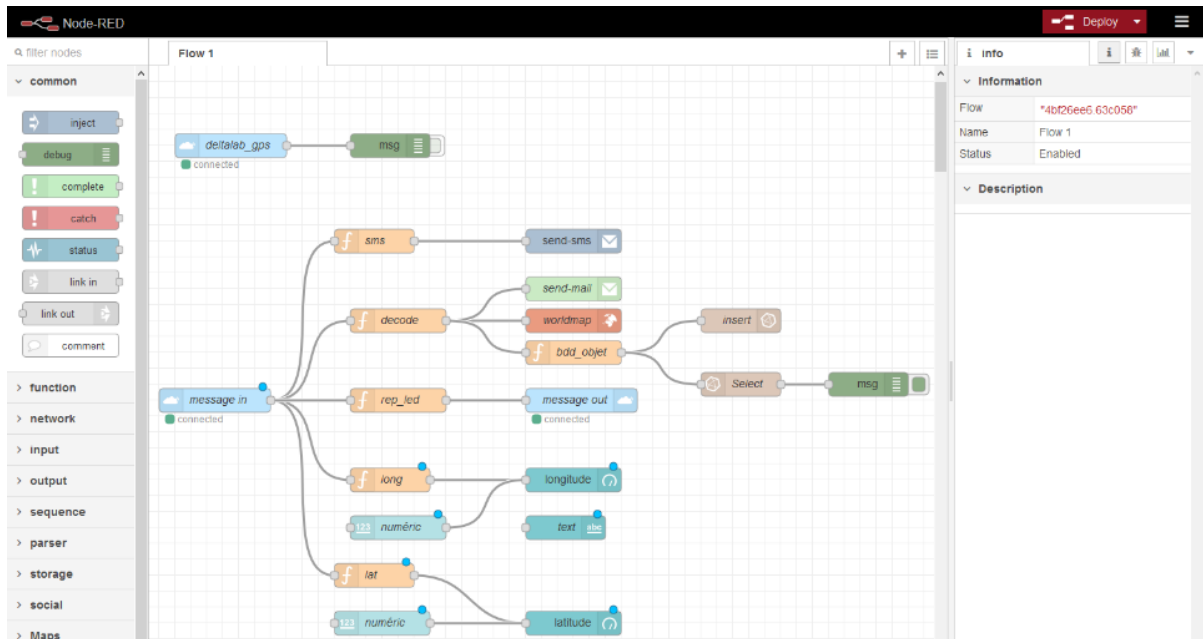 Node-RED
Deploy
filter nodes
Flow 1
info
i
common
inject
debug
complete
catch
status
link in
link out
comment
function
network
input
output
sequence
parser
storage
social
Maps
deltalab_gps
connected
msg
sms
send-sms
decode
send-mail
worldmap
bdd_objet
insert
Select
msg
message in
connected
rep_led
message out
connected
long
longitude
123 numéric
text abc
lat
123 numéric
latitude
Information
Flow "4bf26ee6.63c058"
Name Flow 1
Status Enabled
Description